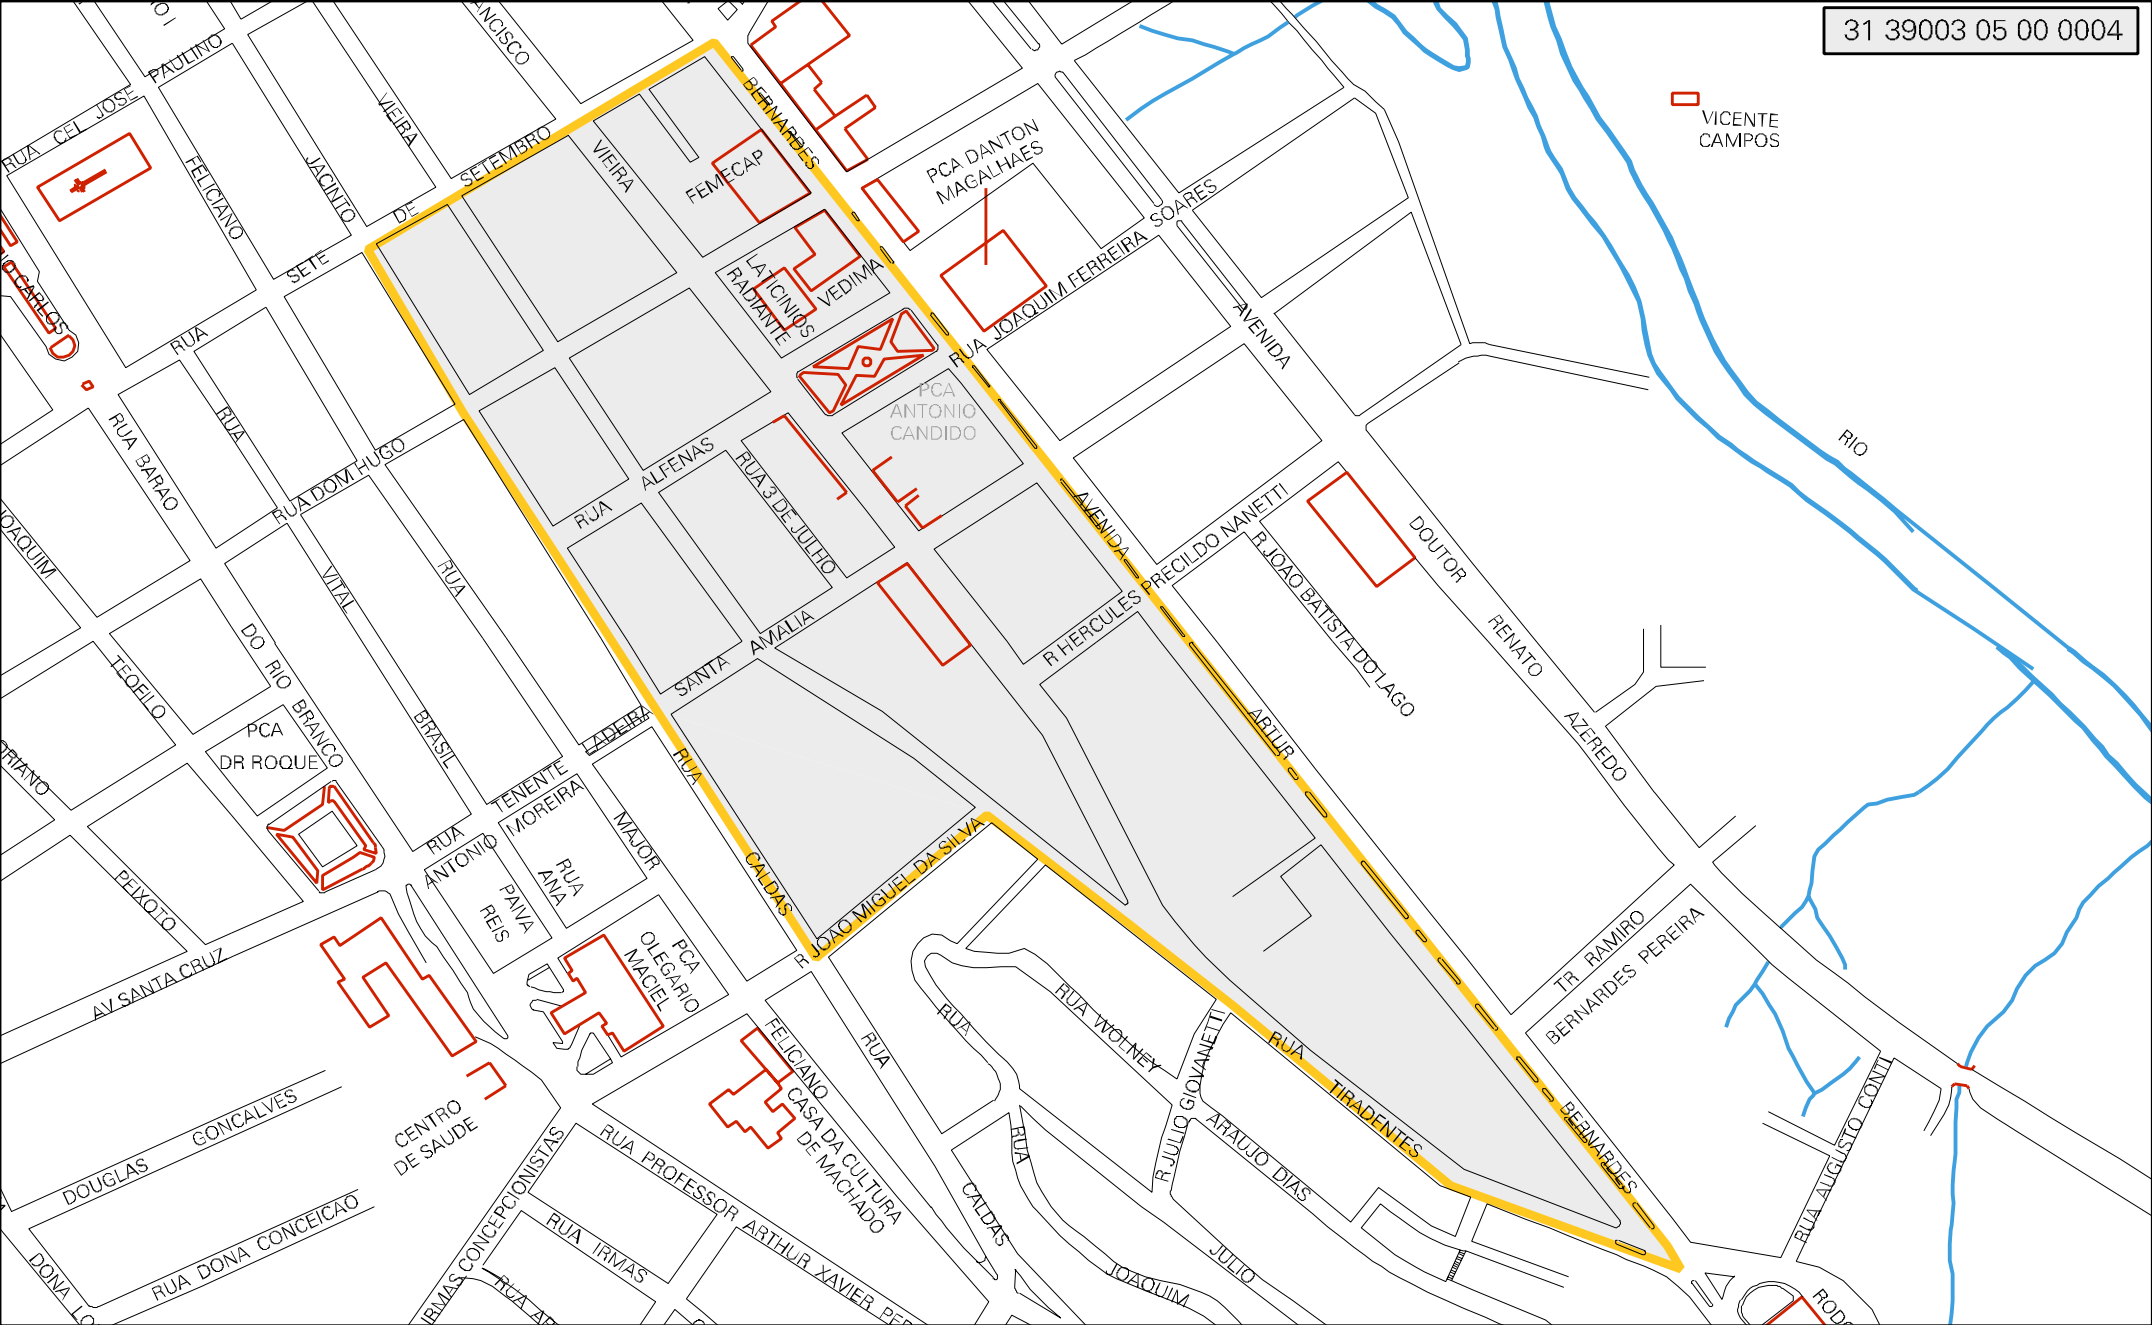 31 39003 05 00 0004
VICENTE
CAMPOS
PAULINO
RUA CEL JOSE
VIEIRA
FELICIANO
JACINTO
SETE DE SETEMBRO
RUA
VIEIRA
BERNARDES
FEMECAP
PCA DANTON
MAGALHAES
LATICINIOS
RADIANTE
VEDIMA
RUA JOAQUIM FERREIRA SOARES
AVENIDA
RIO
PCA
ANTONIO
CANDIDO
RUA BARAO
RUA
RUA DOM HUGO
RUA ALFENAS
RUA 3 DE JULHO
AVENIDA
R HERCULES PRECILDO NANETTI
R JOAO BATISTA DO LAGO
DOUTOR
RENATO
AZEREDO
VITAL
RUA
DO RIO
BRANCO
BRASIL
TEOFILO
SANTA AMALIA
PCA
DR ROQUE
LADEIRA
RUA
ARTUR
TENENTE
RUA
ANTONIO
MOREIRA
MAJOR
RUA
ANA
PAIVA
REIS
PEIXOTO
CALDAS
R JOAO MIGUEL DA SILVA
PCA
OLEGARIO
MACIEL
AV SANTA CRUZ
TR RAMIRO
BERNARDES PEREIRA
RUA
RUA
RUA WOLNEY
R JULIO GIOVANETTI
RUA
TIRADENTES
BERNARDES
FELICIANO
CASA DA CULTURA
DE MACHADO
CENTRO
DE SAUDE
DOUGLAS GONCALVES
RUA DONA CONCEICAO
IRMAS CONCEPCIONISTAS
RUA PROFESSOR ARTHUR XAVIER
RUA IRMAS
CALDAS
RUA
JOAQUIM
JULIO
ARAUJO DIAS
RUA AUGUSTO CONTI
DONA
RUA